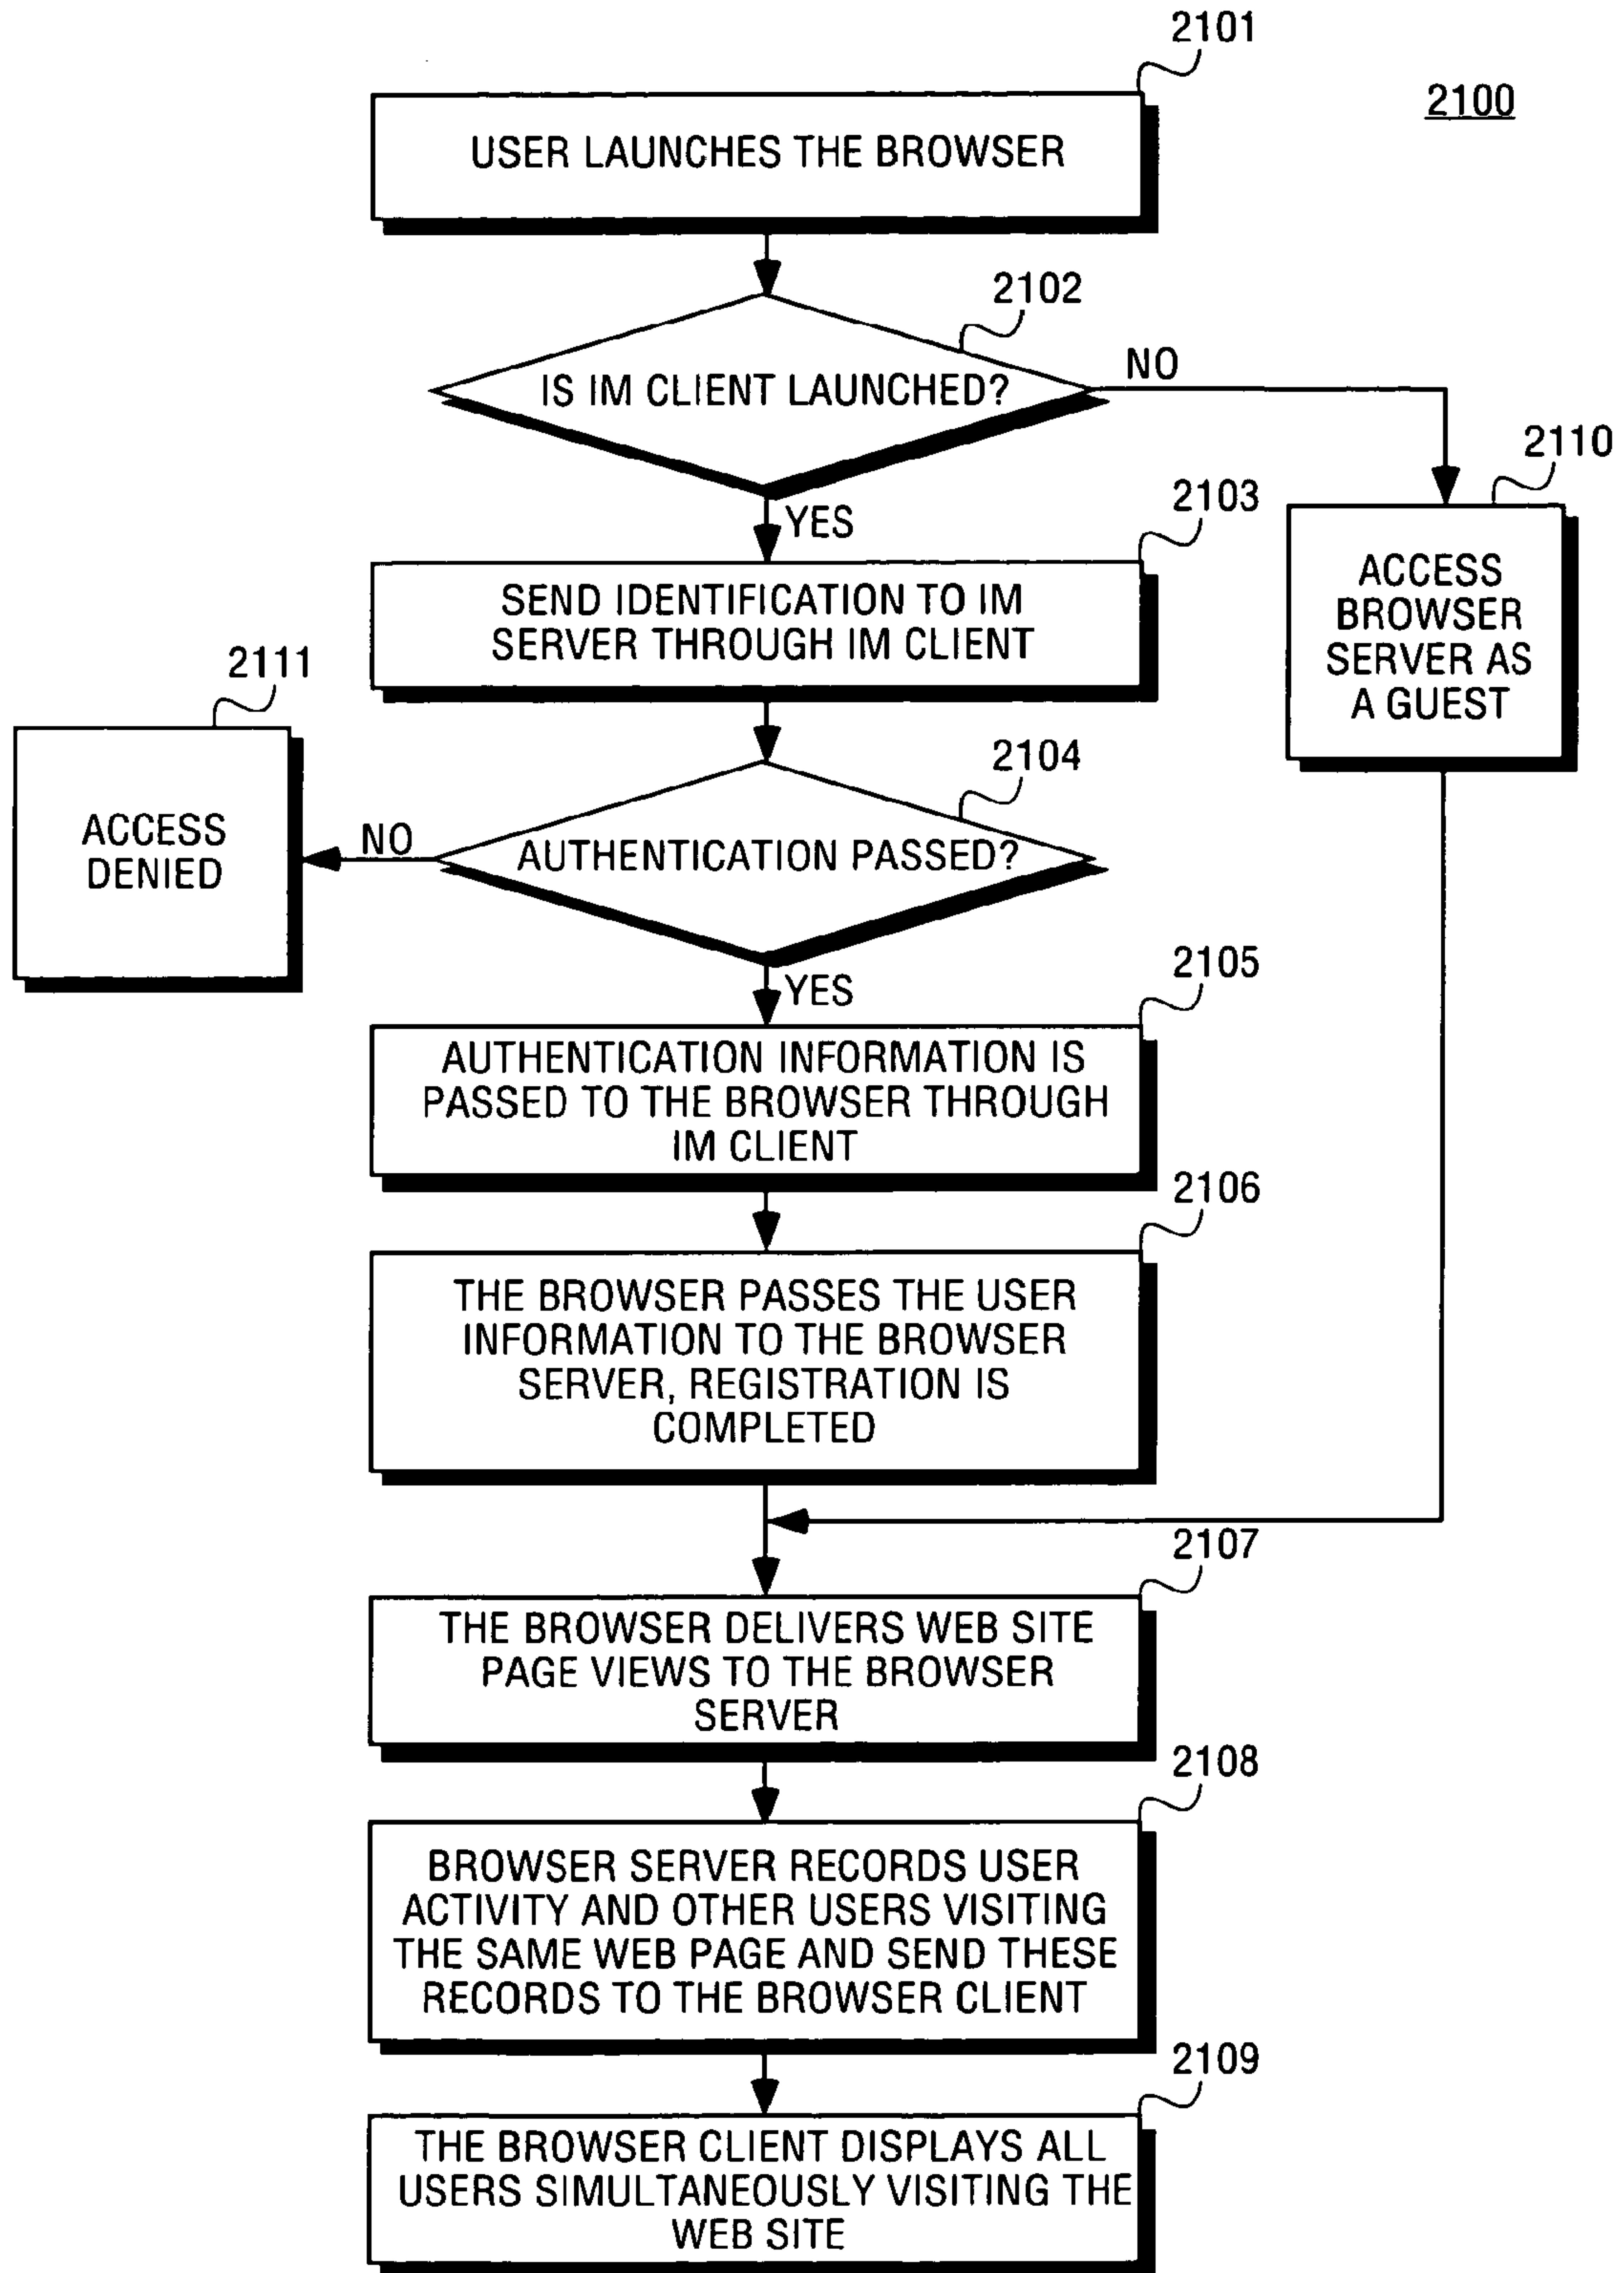 2101
2100
USER LAUNCHES THE BROWSER
2102
IS IM CLIENT LAUNCHED?
NO
2110
ACCESS
BROWSER
SERVER AS
A GUEST
YES
2103
SEND IDENTIFICATION TO IM
SERVER THROUGH IM CLIENT
2111
ACCESS
DENIED
NO
2104
AUTHENTICATION PASSED?
YES
2105
AUTHENTICATION INFORMATION IS
PASSED TO THE BROWSER THROUGH
IM CLIENT
2106
THE BROWSER PASSES THE USER
INFORMATION TO THE BROWSER
SERVER, REGISTRATION IS
COMPLETED
2107
THE BROWSER DELIVERS WEB SITE
PAGE VIEWS TO THE BROWSER
SERVER
2108
BROWSER SERVER RECORDS USER
ACTIVITY AND OTHER USERS VISITING
THE SAME WEB PAGE AND SEND THESE
RECORDS TO THE BROWSER CLIENT
2109
THE BROWSER CLIENT DISPLAYS ALL
USERS SIMULTANEOUSLY VISITING THE
WEB SITE